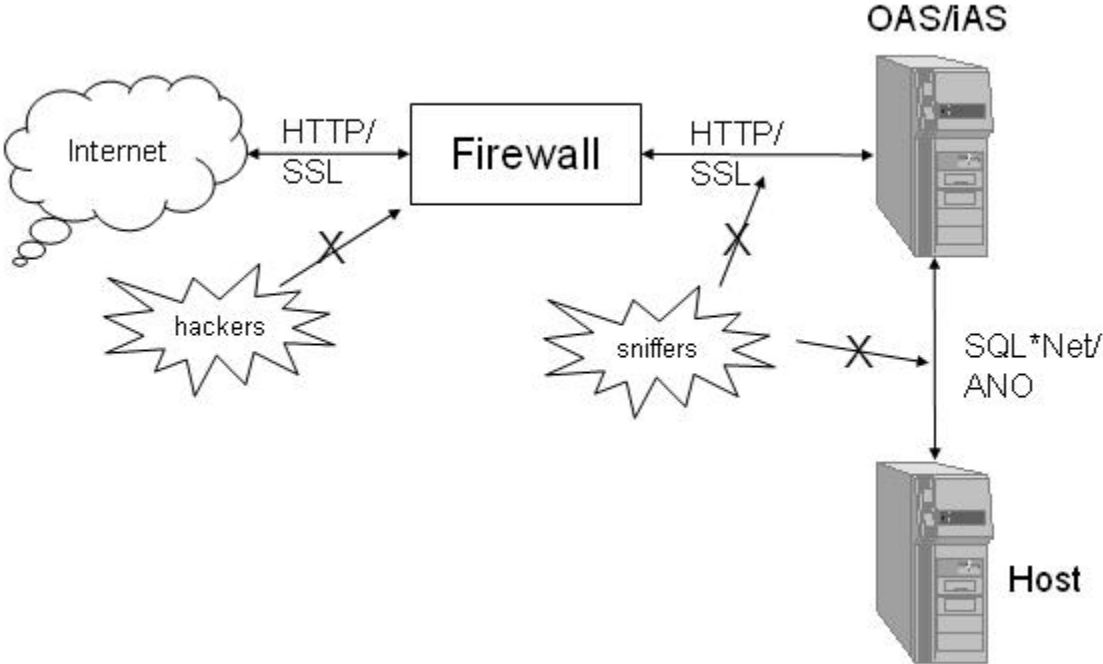 OAS/iAS
Internet
HTTP/
SSL
Firewall
HTTP/
SSL
X
hackers
X
sniffers
X
SQL*Net/
ANO
Host